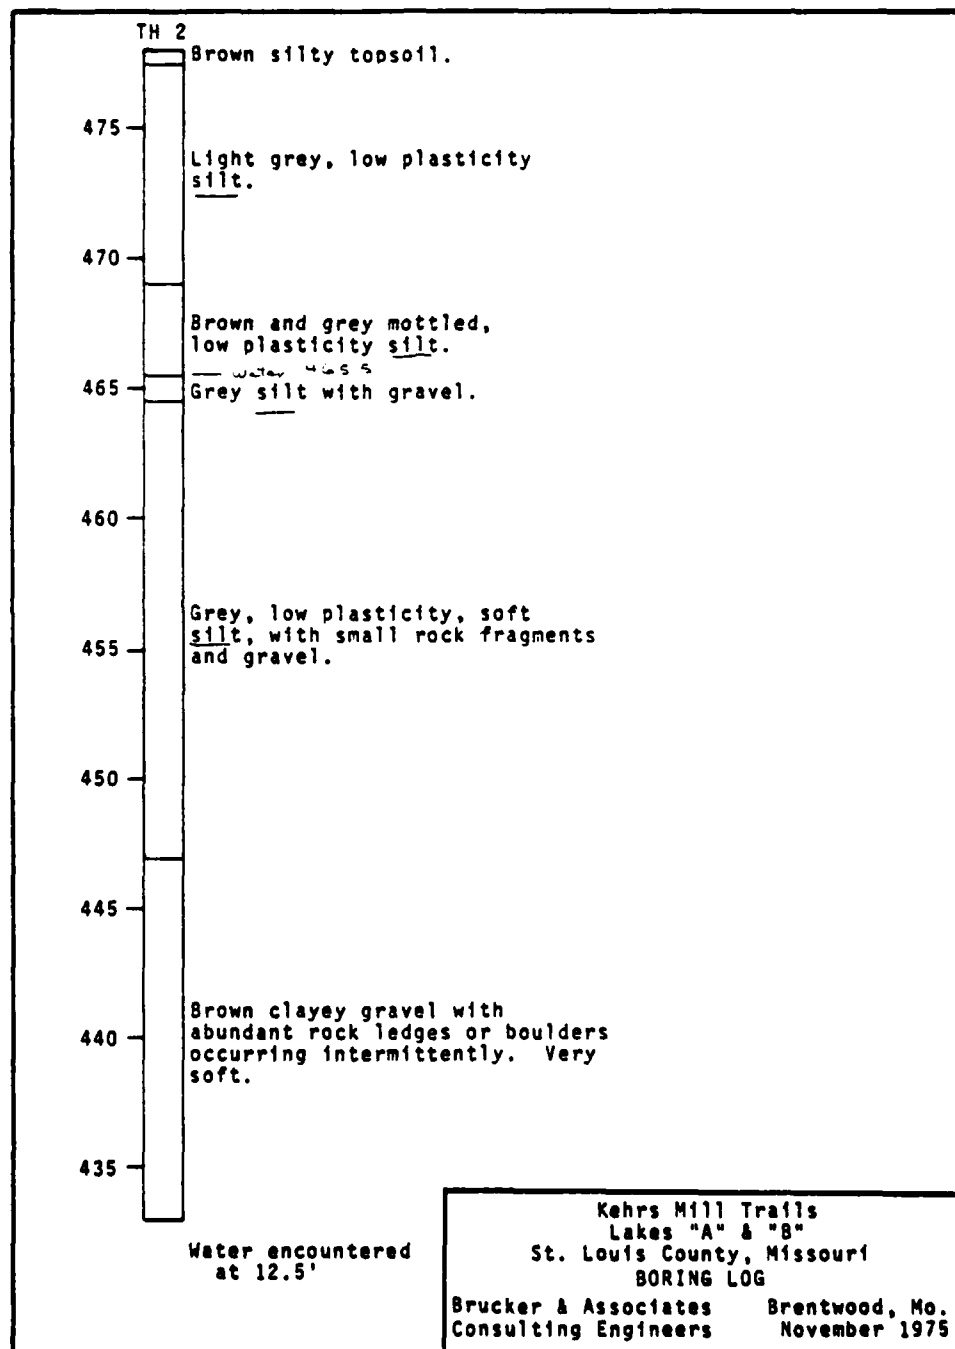 TH 2
Brown silty topsoil.
475
Light grey, low plasticity
silt.
470
Brown and grey mottled,
low plasticity silt.
water 465 5
465
Grey silt with gravel.
460
Grey, low plasticity, soft
silt, with small rock fragments
and gravel.
455
450
445
Brown clayey gravel with
abundant rock ledges or boulders
occurring intermittently. Very
soft.
440
435
Water encountered
at 12.5'
Kehrs Mill Trails
Lakes "A" & "B"
St. Louis County, Missouri
BORING LOG
Brucker & Associates Brentwood, Mo.
Consulting Engineers November 1975